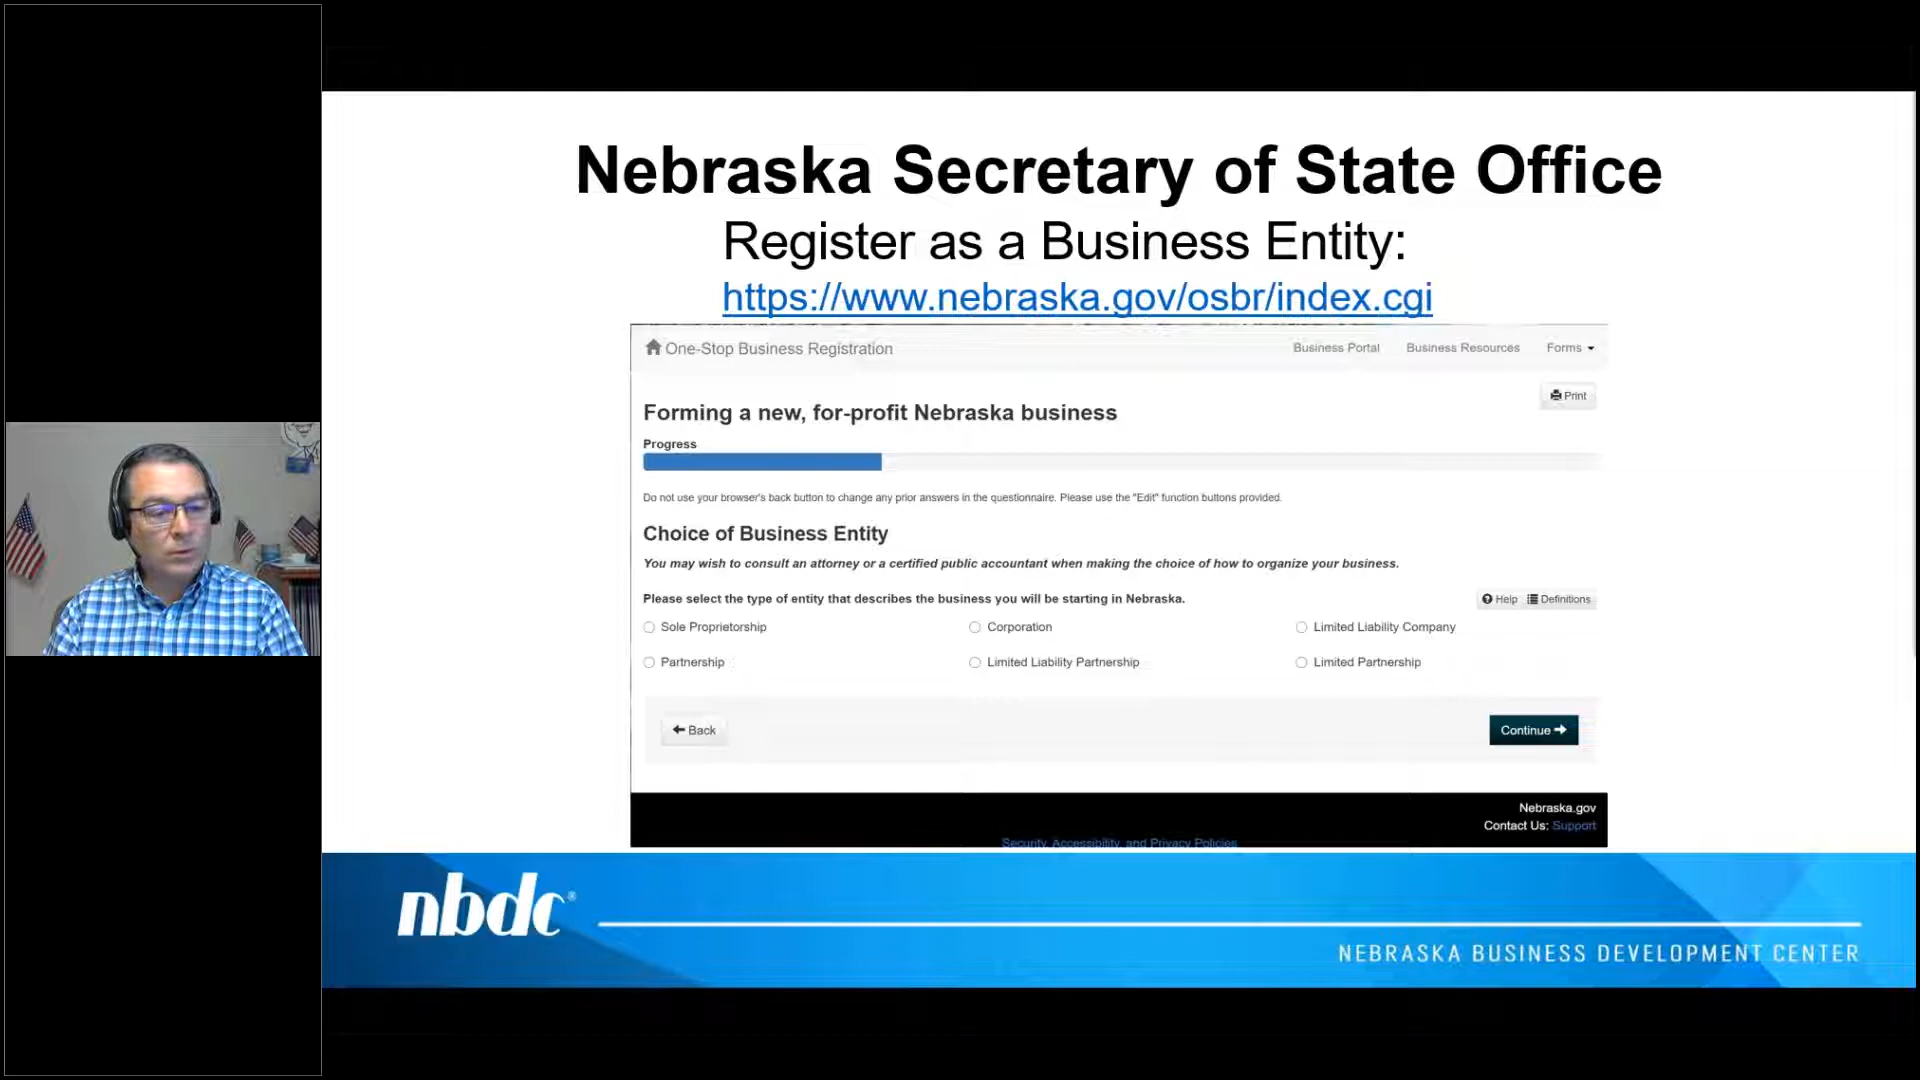 Nebraska Secretary of State Office
Register as a Business Entity:
https://www.nebraska.gov/osbr/index.cgi
One-Stop Business Registration
Business Portal Business Resources Forms
Print
Forming a new, for-profit Nebraska business
Progress
Do not use your browser's back button to change any prior answers in the questionnaire. Please use the "Edit" function buttons provided.
Choice of Business Entity
You may wish to consult an attorney or a certified public accountant when making the choice of how to organize your business.
Please select the type of entity that describes the business you will be starting in Nebraska.
Help Definitions
Sole Proprietorship Corporation Limited Liability Company
Partnership Limited Liability Partnership Limited Partnership
Back Continue
Nebraska.gov
Contact Us: Support
Security, Accessibility, and Privacy Policies
nbdc®
NEBRASKA BUSINESS DEVELOPMENT CENTER